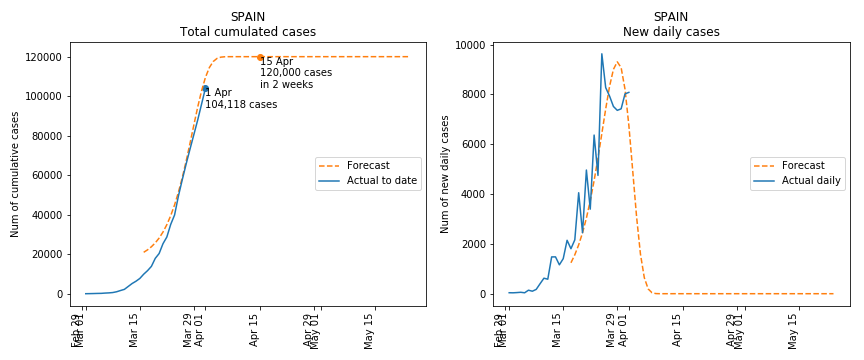 SPAIN
Total cumulated cases
Num of cumulative cases
120000
100000
80000
60000
40000
20000
0
15 Apr
120,000 cases
in 2 weeks
1 Apr
104,118 cases
Forecast
Actual to date
Feb 29
Mar 01
Mar 15
Mar 29
Apr 01
Apr 15
Apr 29
May 01
May 15
SPAIN
New daily cases
Num of new daily cases
10000
8000
6000
4000
2000
0
Forecast
Actual daily
Feb 29
Mar 01
Mar 15
Mar 29
Apr 01
Apr 15
Apr 29
May 01
May 15